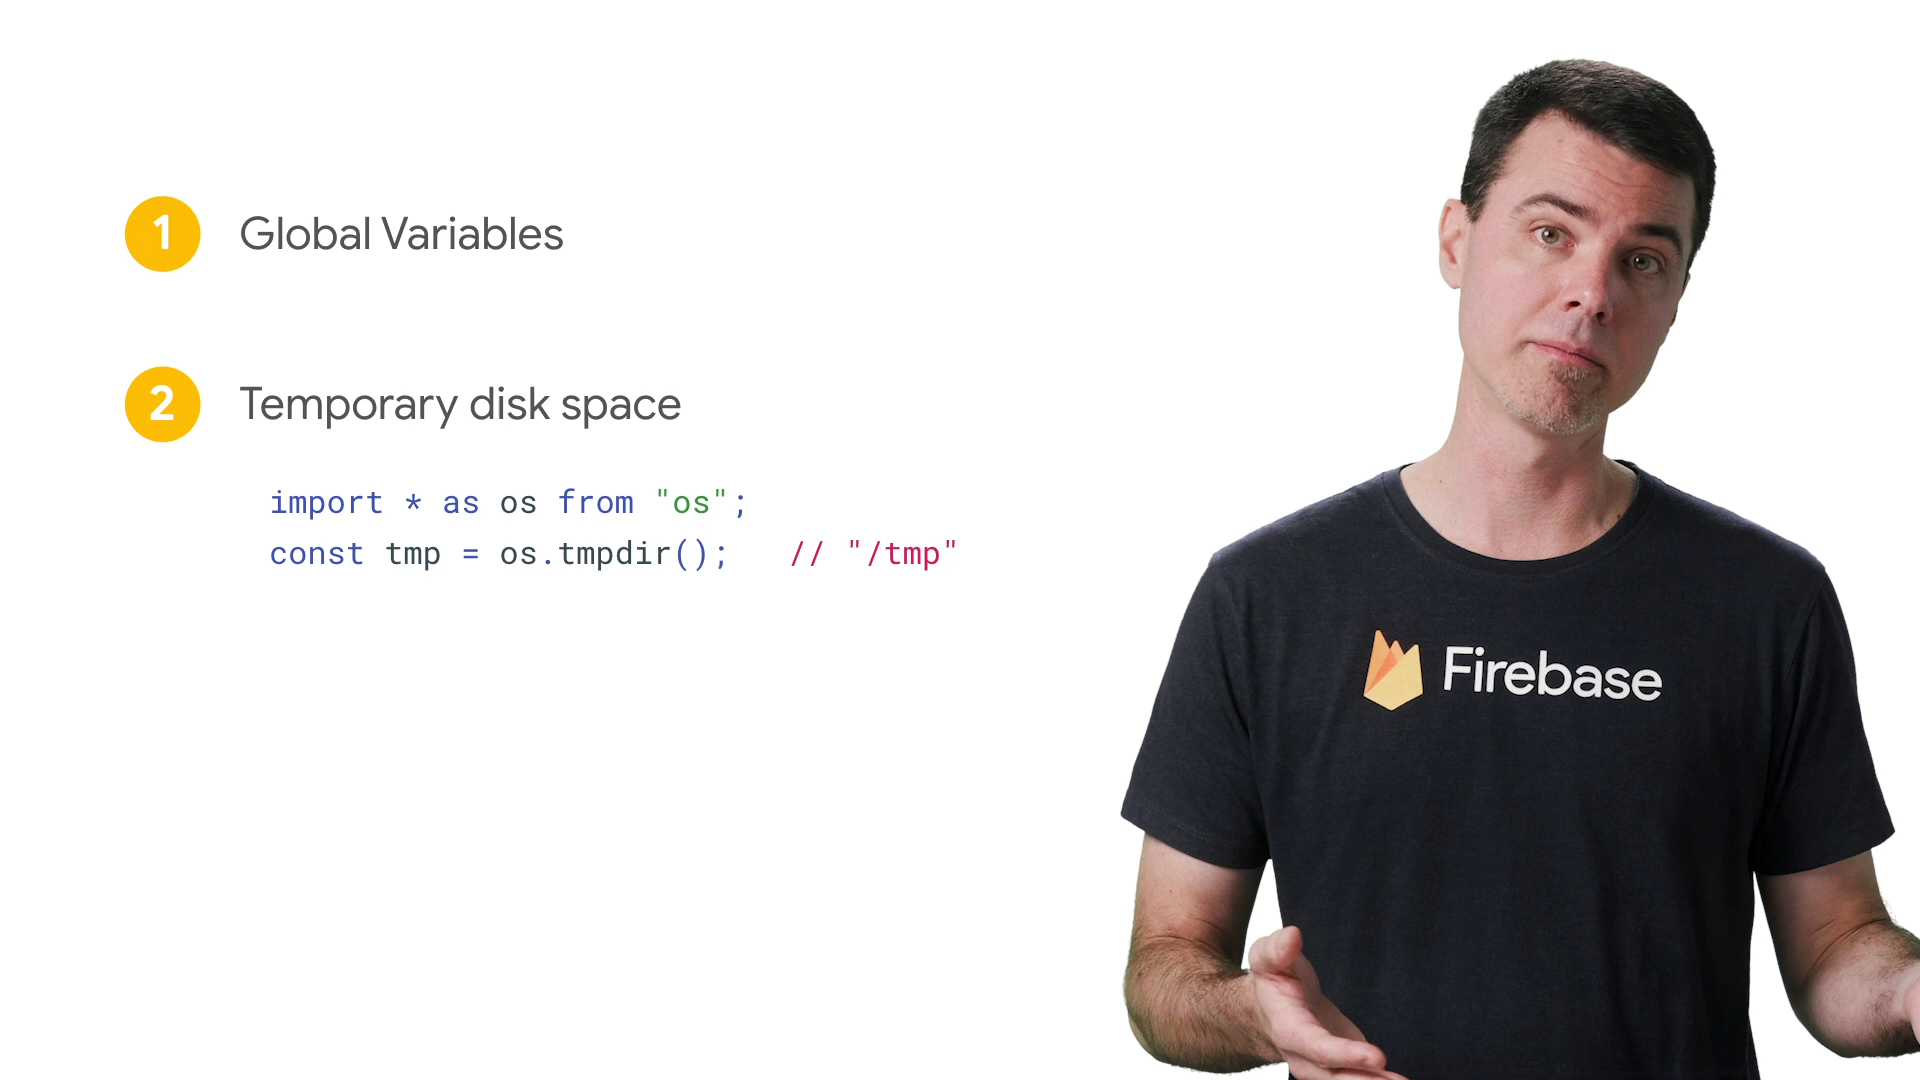 1 Global Variables
2 Temporary disk space
import * as os from "os";
const tmp = os.tmpdir();   // "/tmp"
Firebase